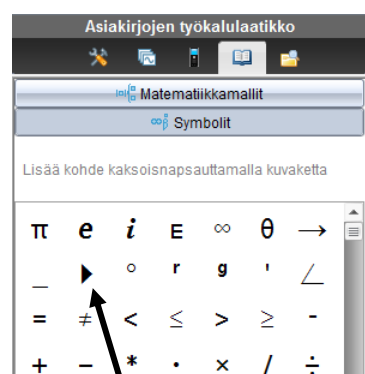 Asiakirjojen työkalulaatikko
Matematiikkamallit
∞β Symbolit
Lisää kohde kaksoisnapsauttamalla kuvaketta
π e i E ∞ θ →
_ ▶ ° r g ' ∠
= ≠ < ≤ > ≥ -
+ − * · × / ÷